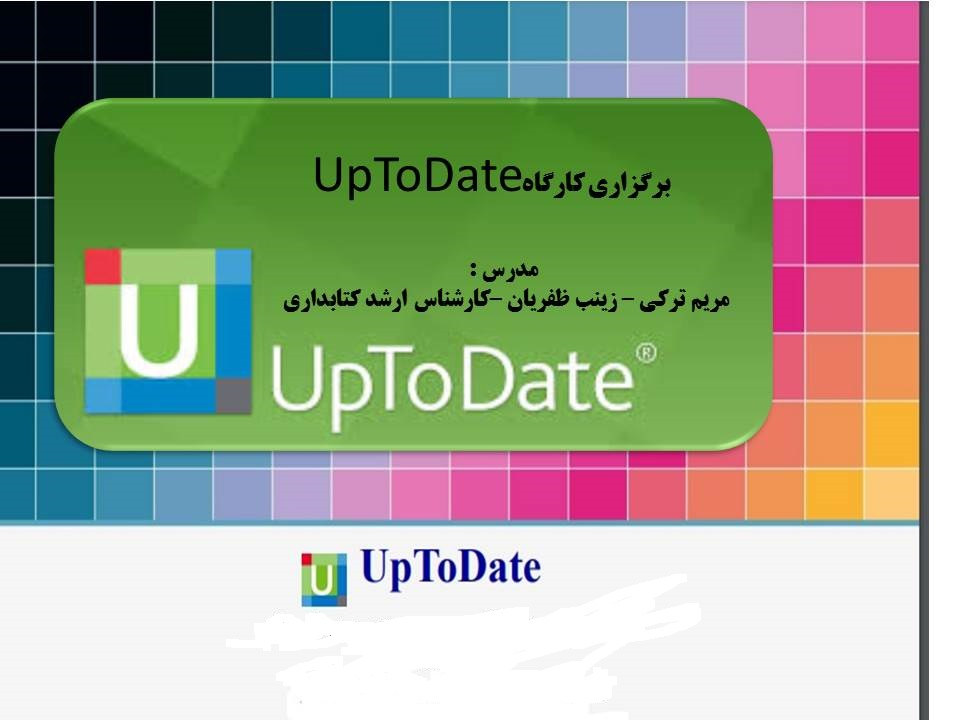 برگزاری کارگاه UpToDate
مدرس :
مریم ترکی - زینب ظفریان -کارشناس ارشد کتابداری
U UpToDate®
U UpToDate